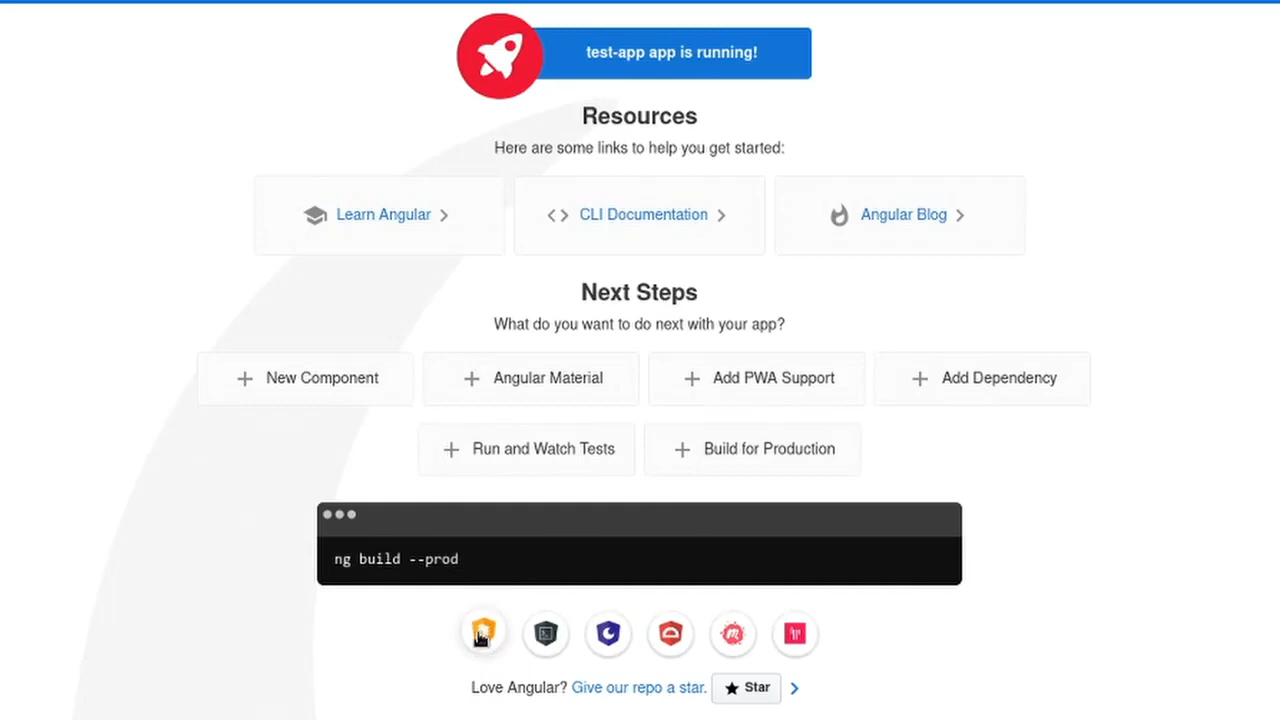 test-app app is running!
Resources
Here are some links to help you get started:
Learn Angular
CLI Documentation
Angular Blog
Next Steps
What do you want to do next with your app?
New Component
Angular Material
Add PWA Support
Add Dependency
Run and Watch Tests
Build for Production
ng build --prod
Love Angular? Give our repo a star. Star